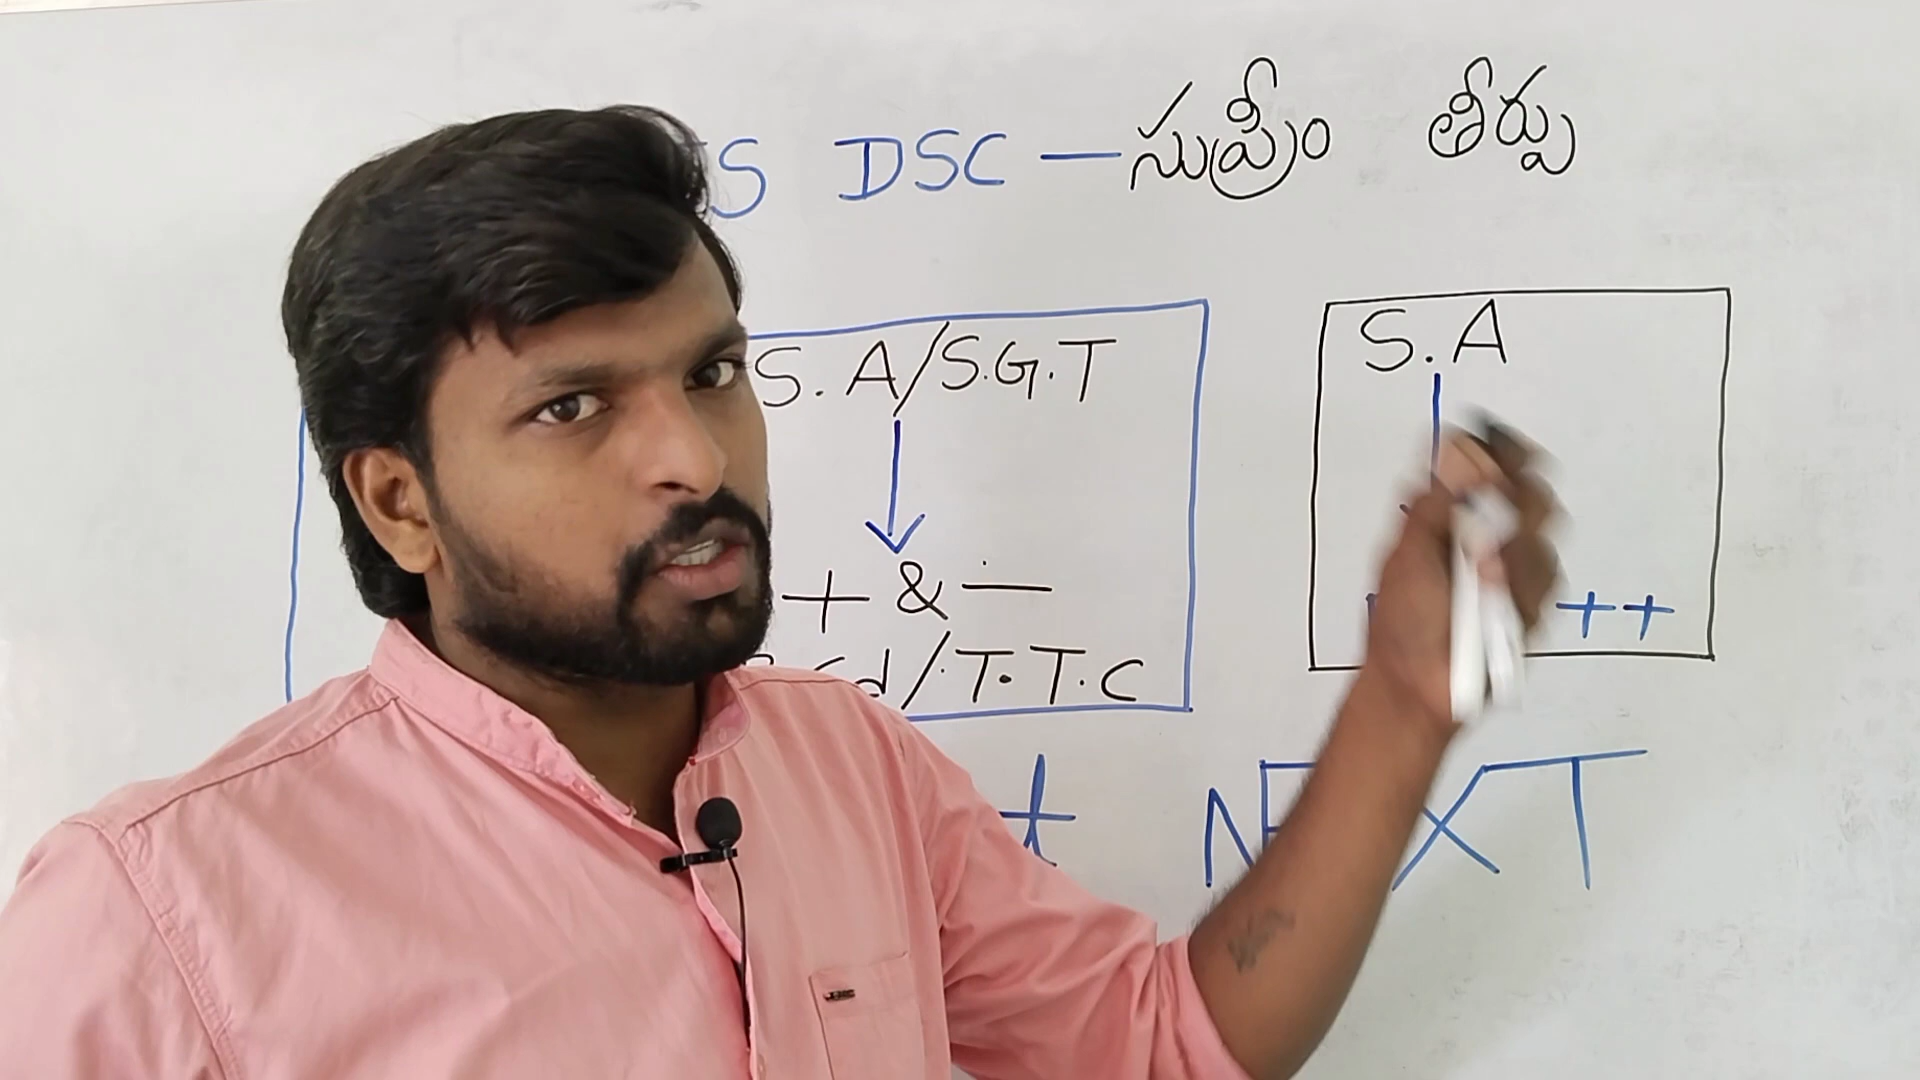 S DSC — సుప్రీం తీర్పు
S.A/S.G.T
+ & —
d/T.T.C
S.A
++
t NEXT